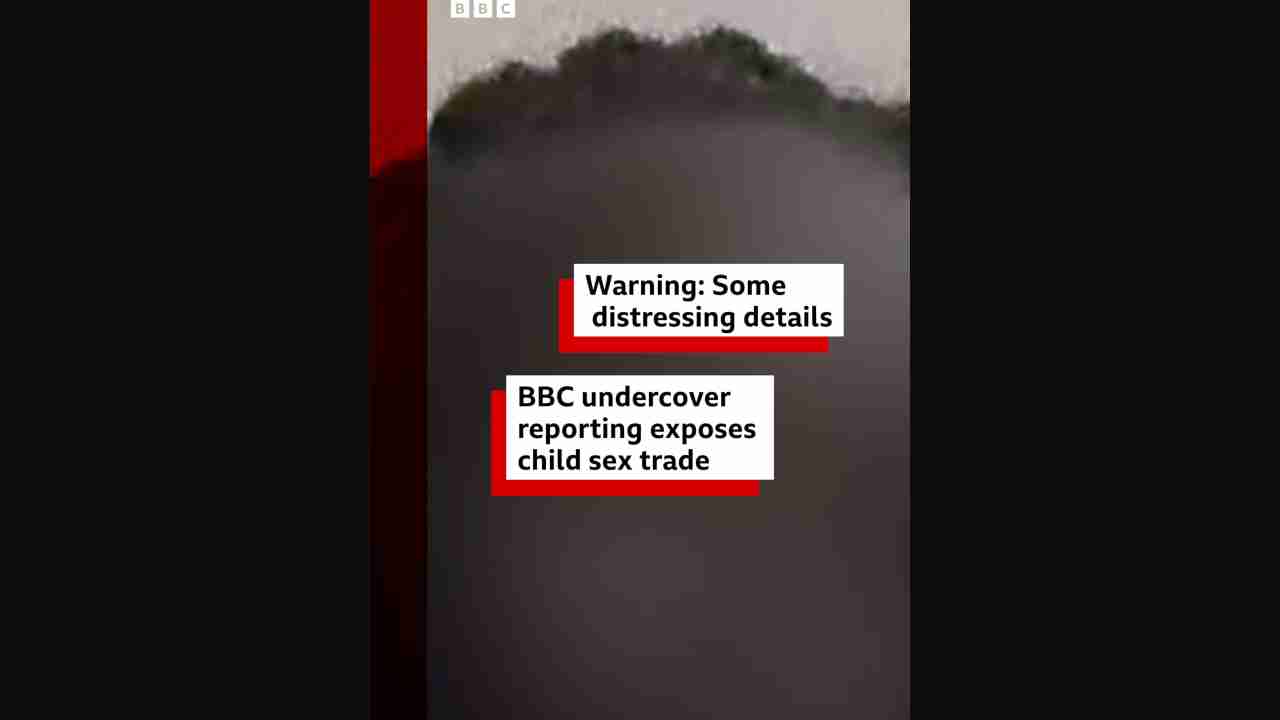 BBC
Warning: Some
distressing details
BBC undercover
reporting exposes
child sex trade